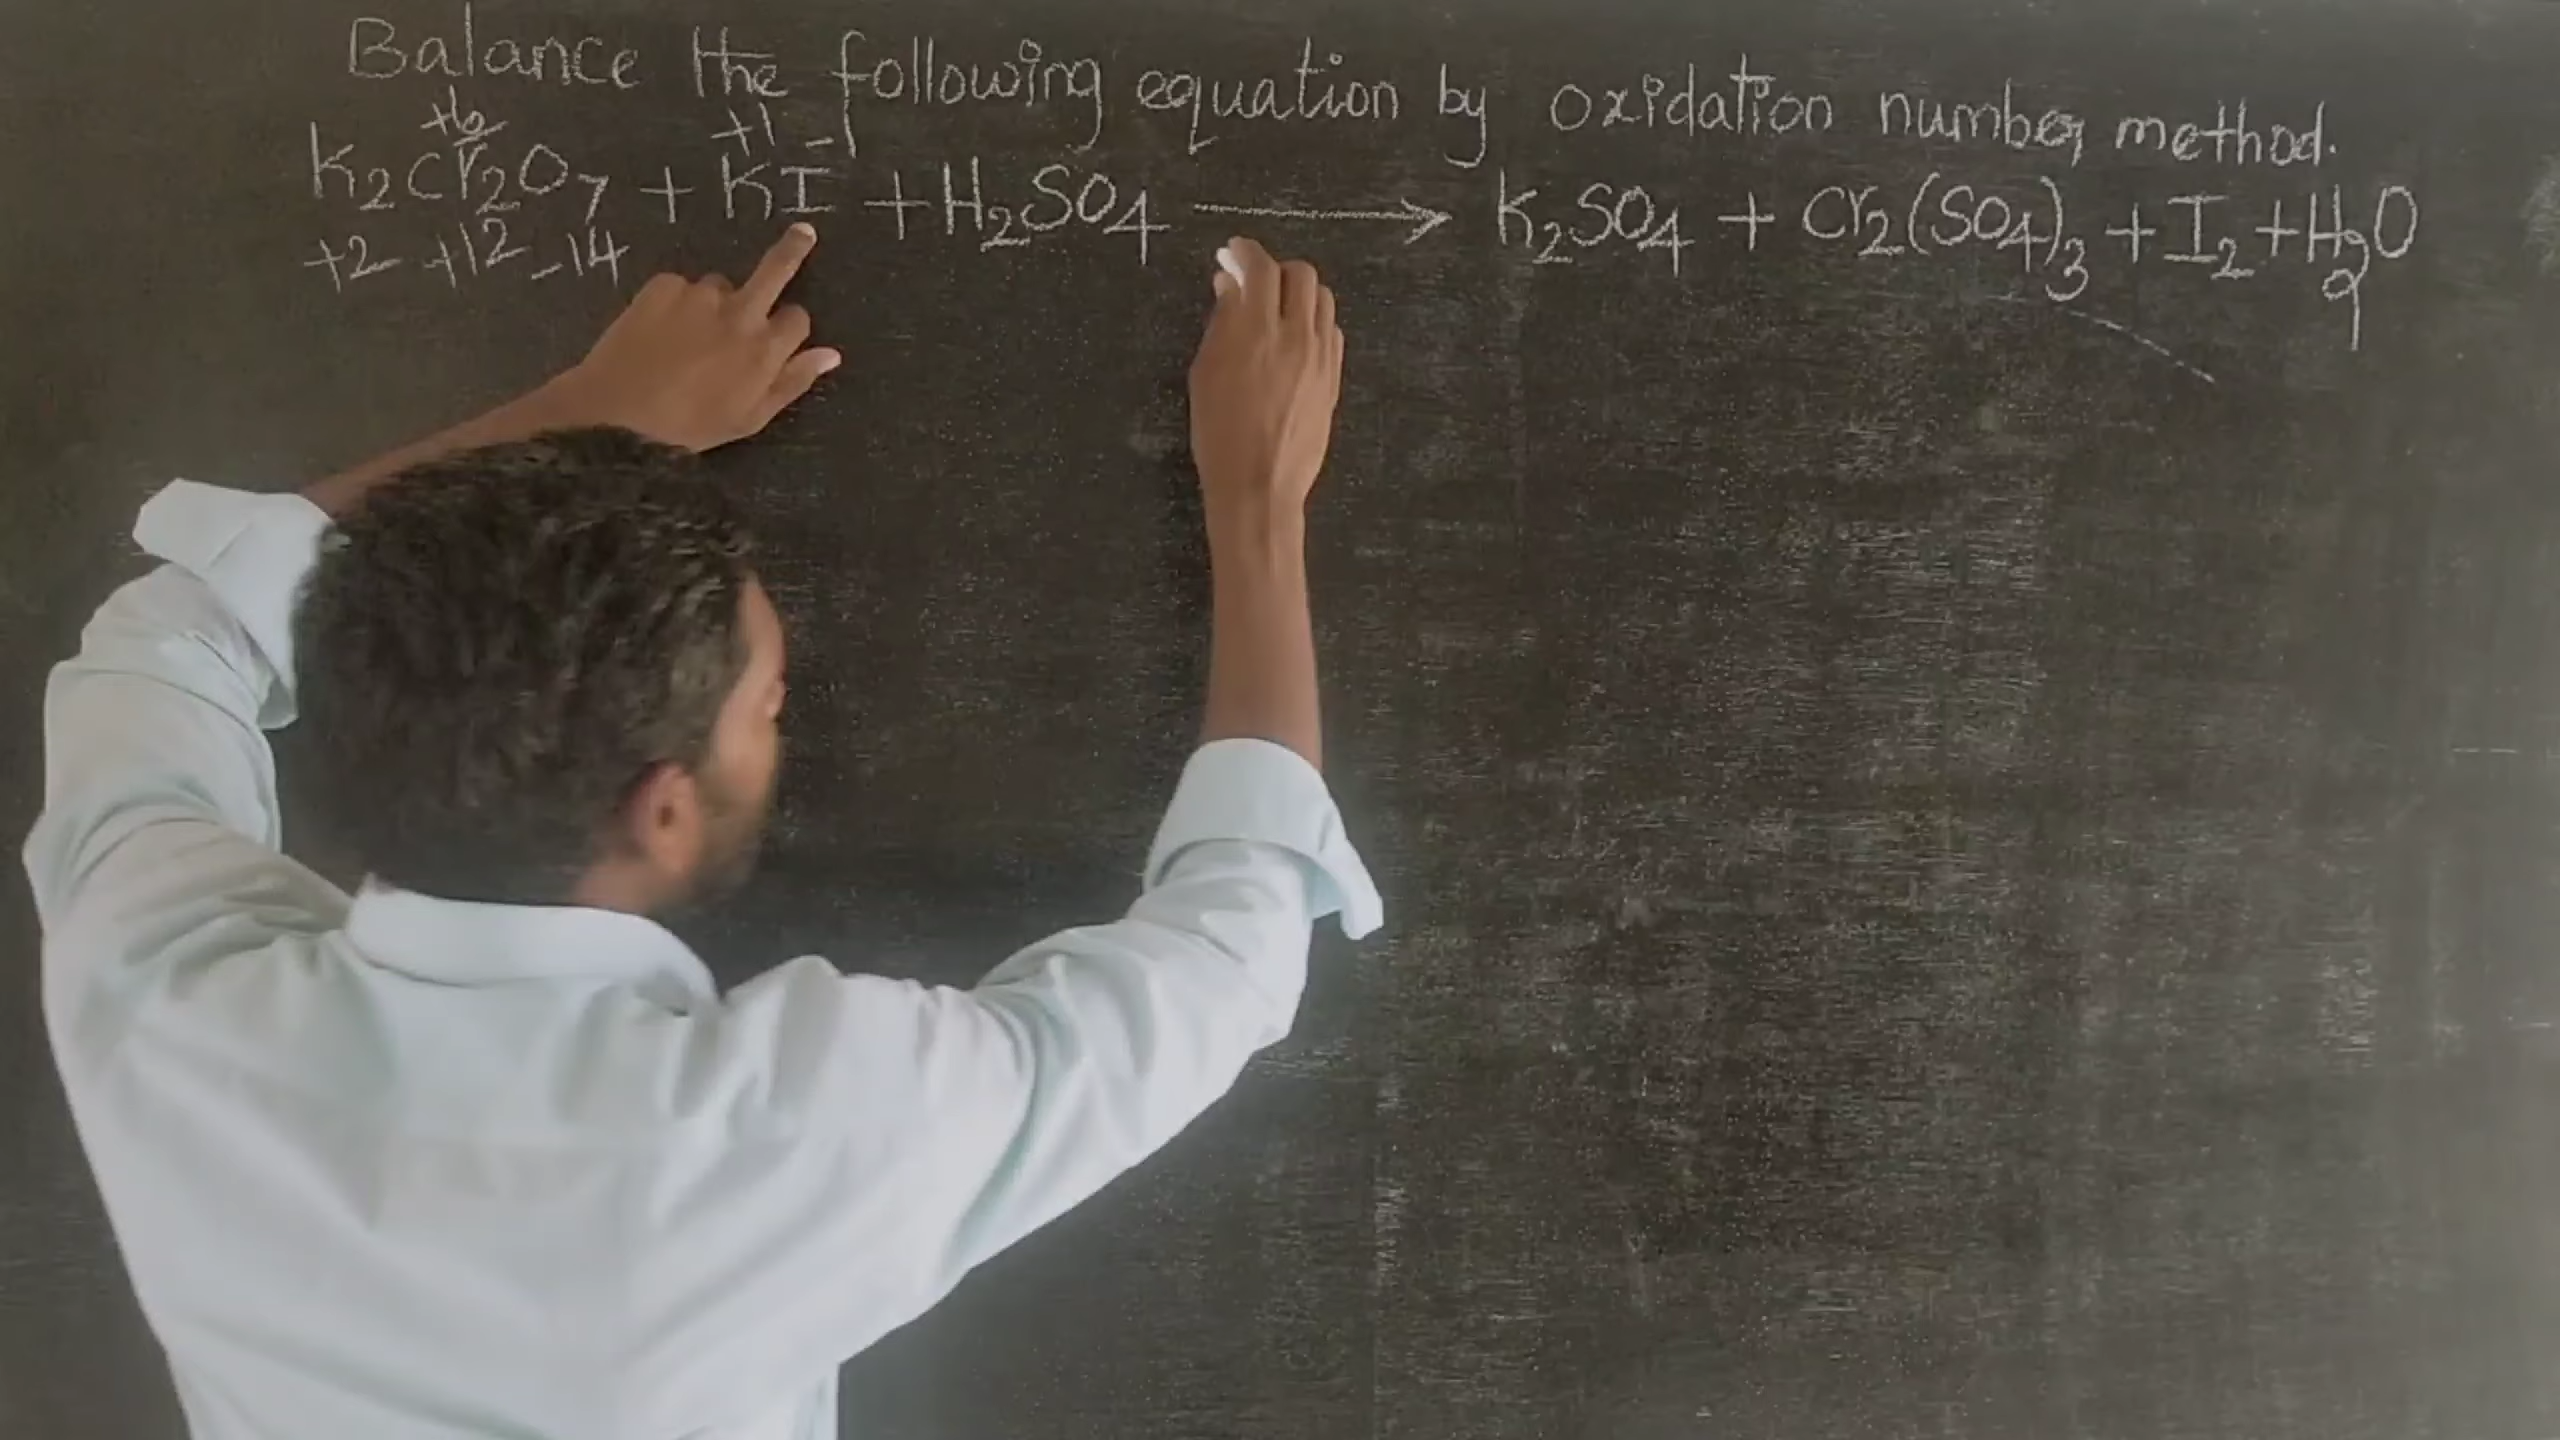 Balance the following equation by oxidation number method.
+6 +1 -1
K2Cr2O7 + KI + H2SO4 → K2SO4 + Cr2(SO4)3 + I2 + H2O
+2 +12 -14